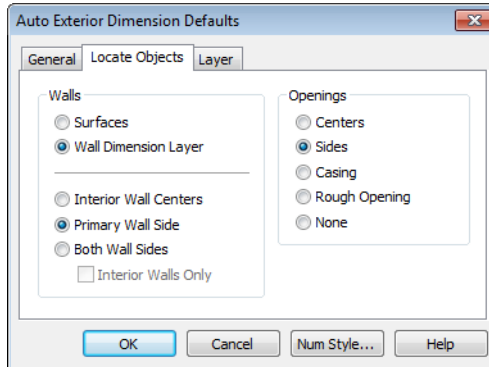 Auto Exterior Dimension Defaults
General Locate Objects Layer
Walls
Surfaces
Wall Dimension Layer
Interior Wall Centers
Primary Wall Side
Both Wall Sides
Interior Walls Only
Openings
Centers
Sides
Casing
Rough Opening
None
OK Cancel Num Style... Help